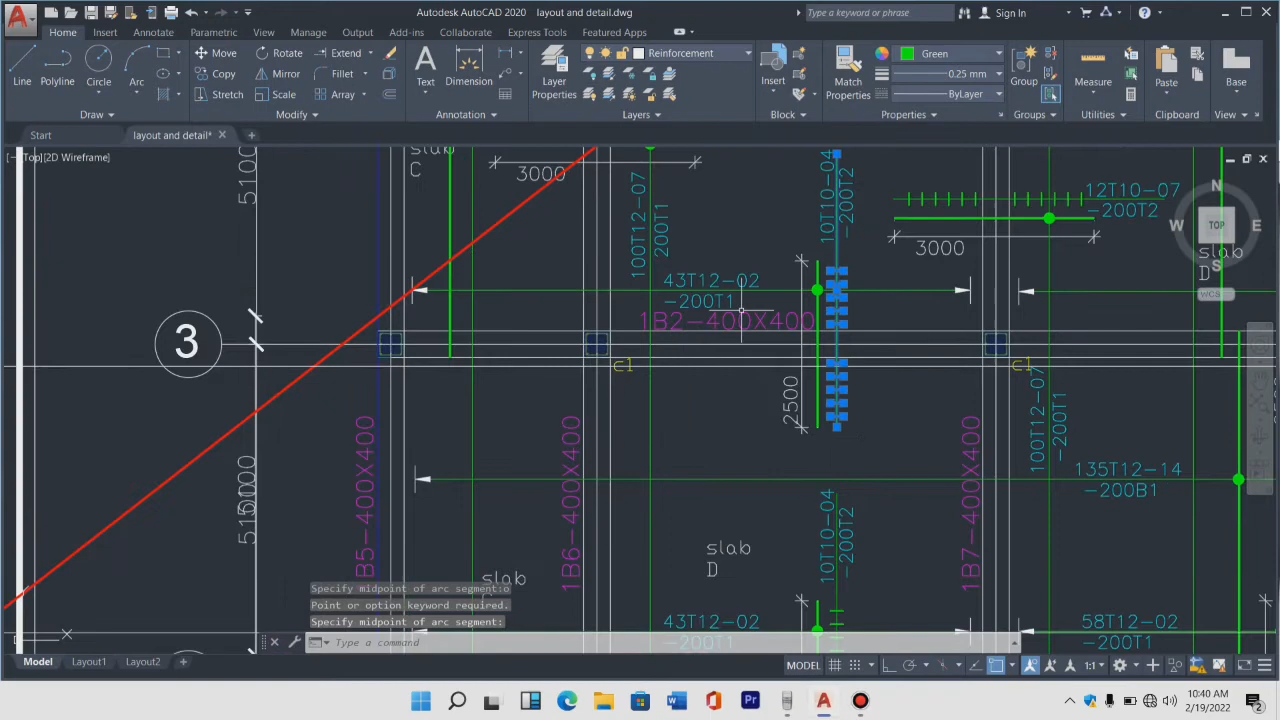 Autodesk AutoCAD 2020 layout and detail.dwg
Type a keyword or phrase
Sign In
Home Insert Annotate Parametric View Manage Output Add-ins Collaborate Express Tools Featured Apps
Line
Polyline
Circle
Arc
Move
Rotate
Extend
Copy
Mirror
Fillet
Stretch
Scale
Array
Text
Dimension
Layer
Properties
Reinforcement
Insert
Match
Properties
Green
0.25 mm
ByLayer
Group
Measure
Paste
Base
Draw
Modify
Annotation
Layers
Block
Properties
Groups
Utilities
Clipboard
View
Start
layout and detail*
[-][Top][2D Wireframe]
slab
C
3000
5100
100T12-07
200T1
10T10-04
-200T2
12T10-07
-200T2
3000
slab
D
N
W
TOP
E
S
WCS
43T12-02
-200T1
1B2-400X400
3
c1
c1
2500
100T12-07
-200T1
B5-400X400
1B6-400X400
1B7-400X400
135T12-14
-200B1
10T10-04
-200T2
slab
D
slab
43T12-02
-200T1
58T12-02
-200T1
Specify midpoint of arc segment:o
Point or option keyword required.
Specify midpoint of arc segment:
Type a command
X
Model
Layout1
Layout2
MODEL
1:1
10:40 AM
2/19/2022